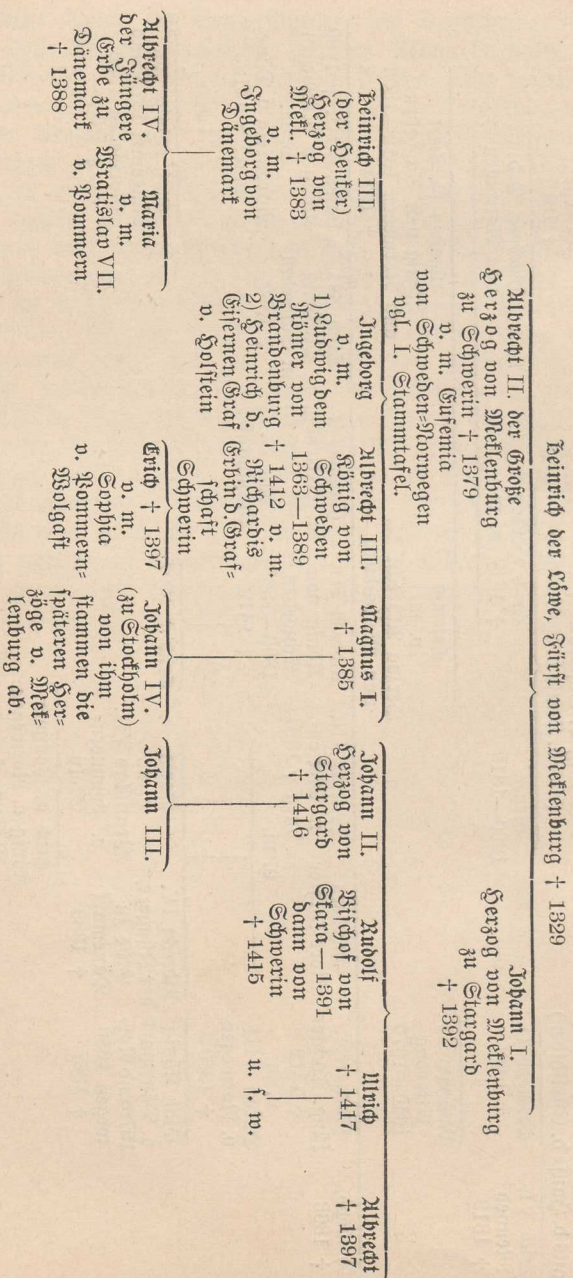 Heinrich der Löwe, Fürst von Meklenburg † 1329
Albrecht II. der Große
Herzog von Meklenburg
zu Schwerin † 1379
v. m. Eufemia
von Schweden=Norwegen
vgl. I. Stammtafel.
Johann I.
Herzog von Meklenburg
zu Stargard
† 1392
Heinrich III.
(der Henker)
Herzog von
Mekl. † 1383
v. m.
Ingeborg von
Dänemark
Ingeborg
v. m.
1) Ludwig dem
Römer von
Brandenburg
2) Heinrich d.
Eisernen Graf
v. Holstein
Albrecht III.
König von
Schweden
1363—1389
† 1412 v. m.
Richardis
Erbin d. Graf=
schaft
Schwerin
Magnus I.
† 1385
Johann II.
Herzog von
Stargard
† 1416
Rudolf
Bischof von
Skara — 1391
dann von
Schwerin
† 1415
Ulrich
† 1417
u. s. w.
Albrecht
† 1397
Albrecht IV.
der Jüngere
Erbe zu
Dänemark
† 1388
Maria
v. m.
Wratislav VII.
v. Pommern
Erich † 1397
v. m.
Sophia
v. Pommern=
Wolgast
Johann IV.
(zu Stockholm)
von ihm
stammen die
späteren Her=
zöge v. Mek=
lenburg ab.
Johann III.